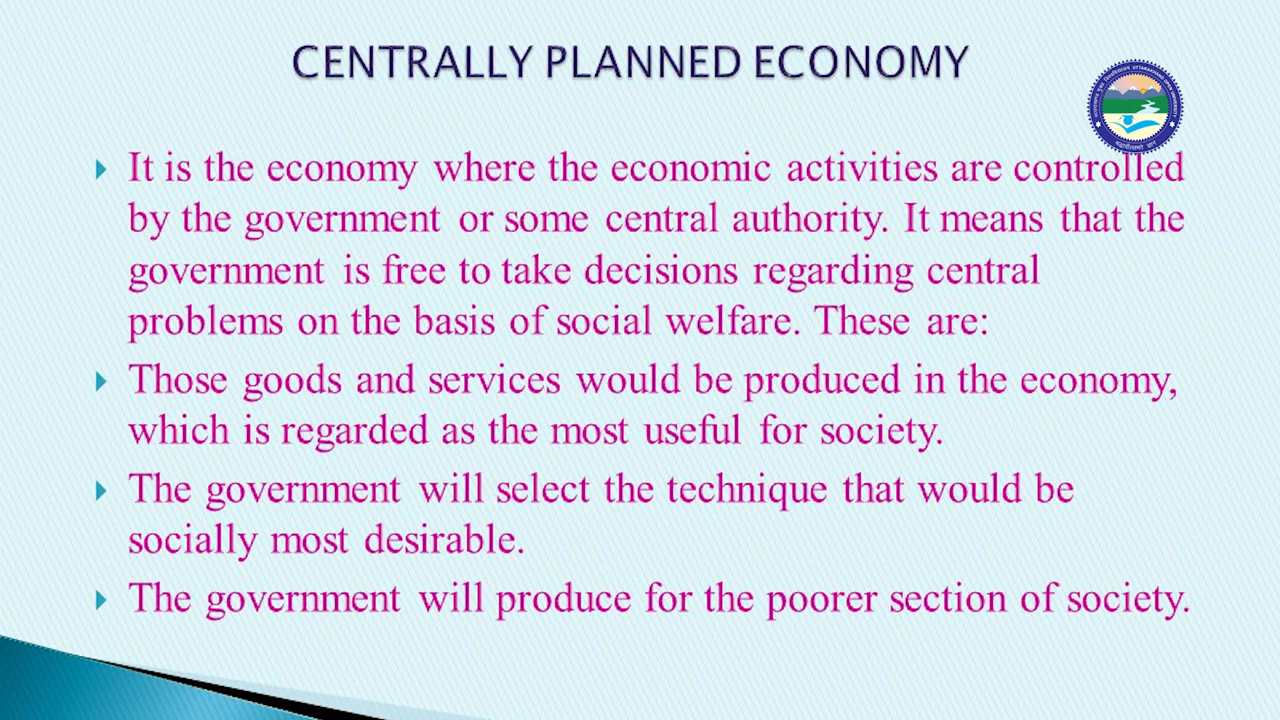 CENTRALLY PLANNED ECONOMY
It is the economy where the economic activities are controlled
by the government or some central authority. It means that the
government is free to take decisions regarding central
problems on the basis of social welfare. These are:
Those goods and services would be produced in the economy,
which is regarded as the most useful for society.
The government will select the technique that would be
socially most desirable.
The government will produce for the poorer section of society.